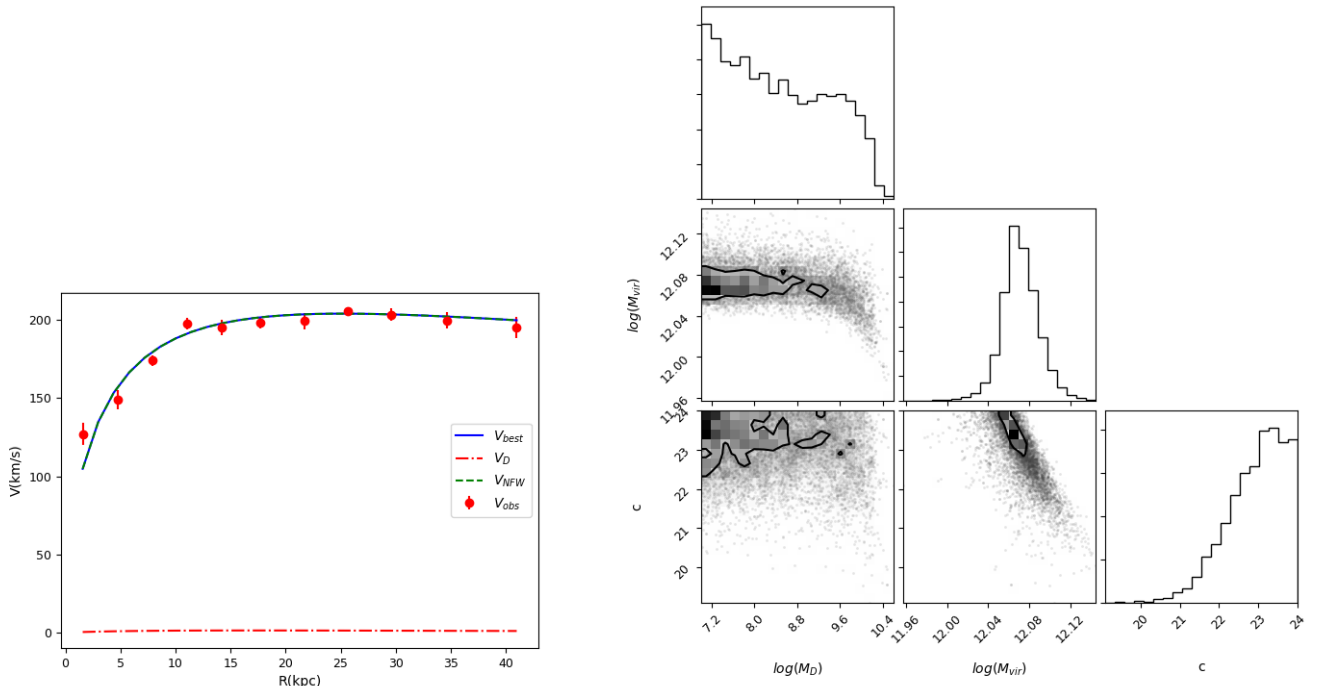 200
150
100
50
0
V(km/s)
0 5 10 15 20 25 30 35 40
R(kpc)
V_best
V_D
V_NFW
V_obs
12.12
12.08
12.04
12.00
11.96
log(M_vir)
24
23
22
21
20
c
7.2 8.0 8.8 9.6 10.4
log(M_D)
11.96 12.00 12.04 12.08 12.12
log(M_vir)
20 21 22 23 24
c